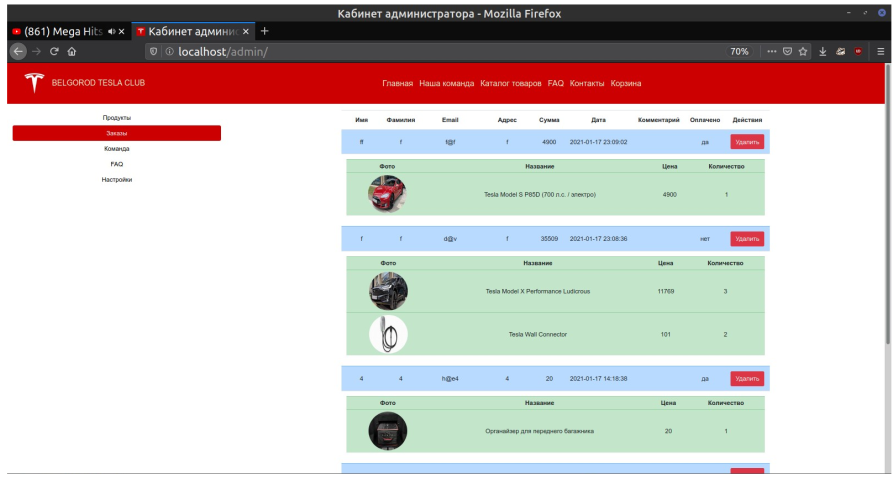 Кабинет администратора - Mozilla Firefox
(861) Mega Hits
Кабинет админис
localhost/admin/
70%
BELGOROD TESLA CLUB
Главная Наша команда Каталог товаров FAQ Контакты Корзина
Продукты
Заказы
Команда
FAQ
Настройки
Имя Фамилия Email Адрес Сумма Дата Комментарий Оплачено Действия
ff f f@f f 4900 2021-01-17 23:09:02 да Удалить
Фото Название Цена Количество
Tesla Model S P85D (700 л.с. / электро) 4900 1
f f d@v f 35509 2021-01-17 23:08:36 нет Удалить
Фото Название Цена Количество
Tesla Model X Performance Ludicrous 11769 3
Tesla Wall Connector 101 2
4 4 h@e4 4 20 2021-01-17 14:18:38 да Удалить
Фото Название Цена Количество
Органайзер для переднего багажника 20 1